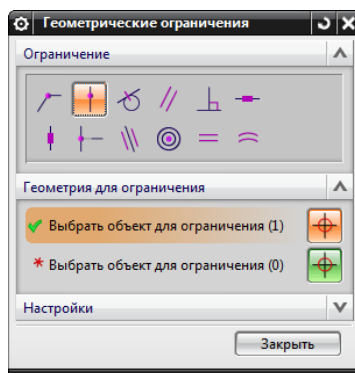 Геометрические ограничения
Ограничение
Геометрия для ограничения
Выбрать объект для ограничения (1)
* Выбрать объект для ограничения (0)
Настройки
Закрыть